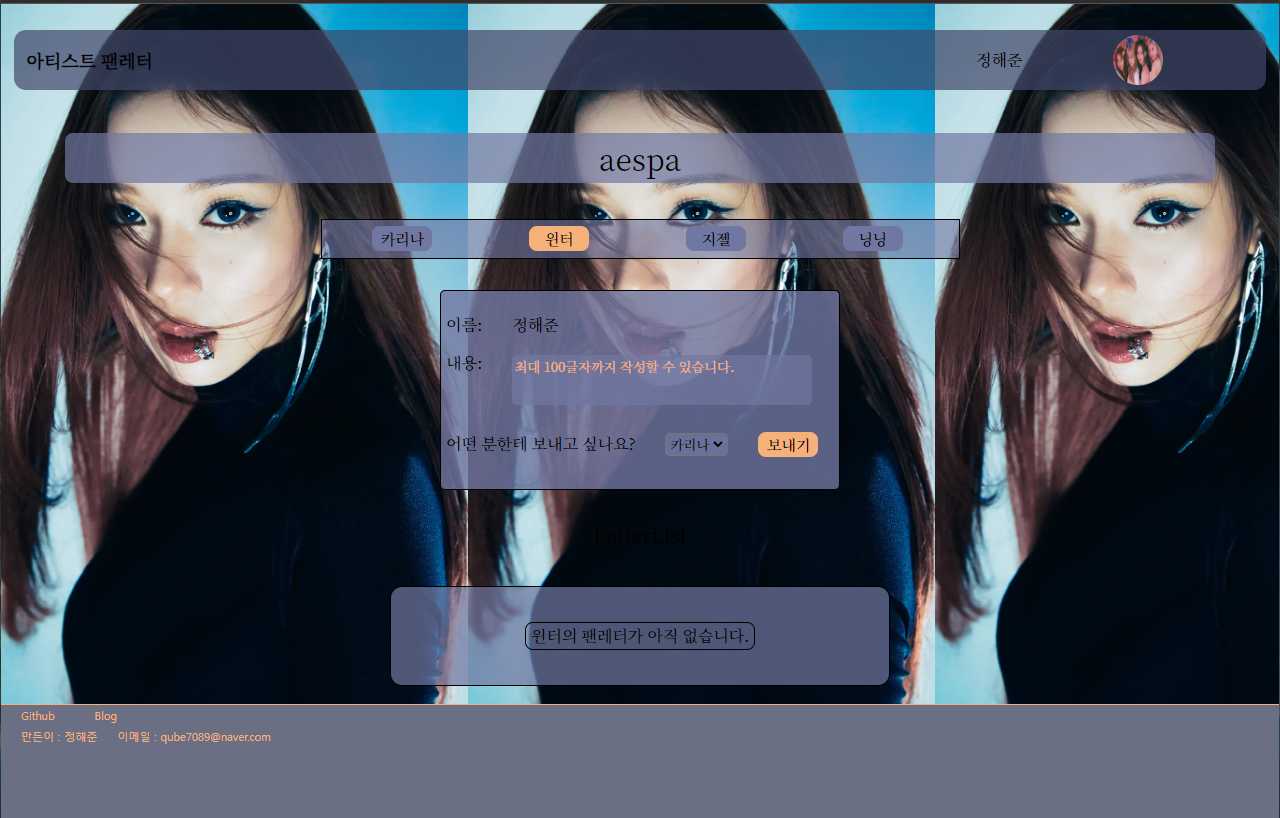 아티스트 팬레터 정해준
aespa
카리나 윈터 지젤 닝닝
이름: 정해준
내용: 최대 100글자까지 작성할 수 있습니다.
어떤 분한테 보내고 싶나요? 카리나 보내기
LetterList
윈터의 팬레터가 아직 없습니다.
Github Blog
만든이 : 정해준 이메일 : qube7089@naver.com